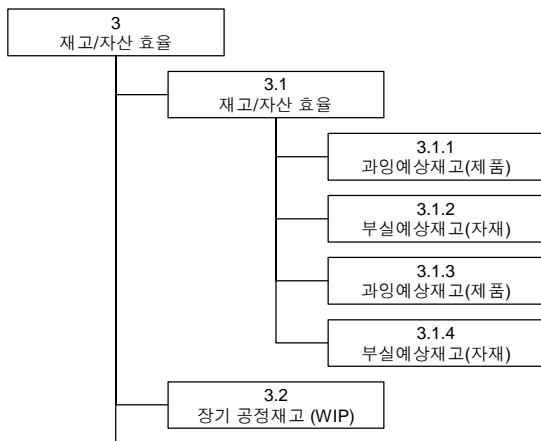 3
재고/자산 효율
3.1
재고/자산 효율
3.1.1
과잉예상재고(제품)
3.1.2
부실예상재고(자재)
3.1.3
과잉예상재고(제품)
3.1.4
부실예상재고(자재)
3.2
장기 공정재고 (WIP)